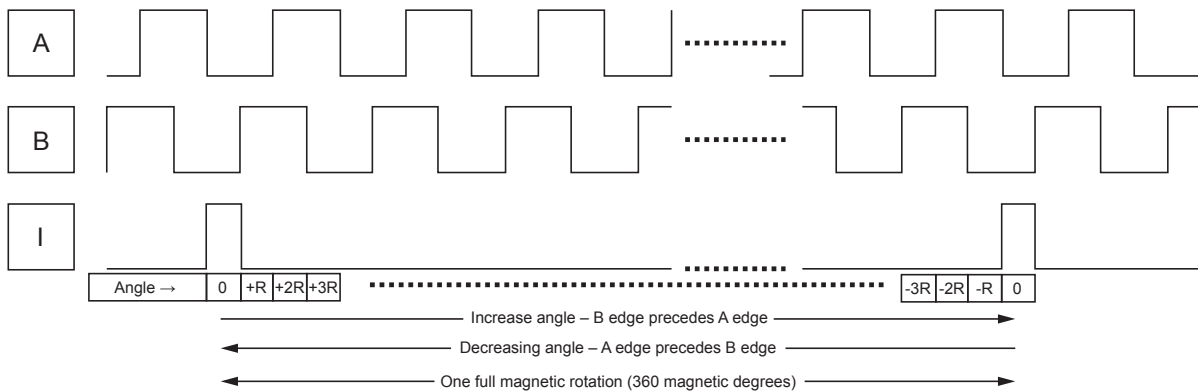 A
B
I
Angle → 0 +R +2R +3R -3R -2R -R 0
Increase angle – B edge precedes A edge
Decreasing angle – A edge precedes B edge
One full magnetic rotation (360 magnetic degrees)